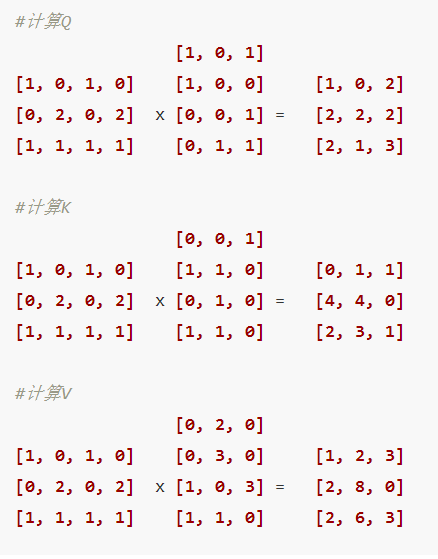 #计算Q
[1, 0, 1]
[1, 0, 1, 0] [1, 0, 0] [1, 0, 2]
[0, 2, 0, 2] x [0, 0, 1] = [2, 2, 2]
[1, 1, 1, 1] [0, 1, 1] [2, 1, 3]
#计算K
[0, 0, 1]
[1, 0, 1, 0] [1, 1, 0] [0, 1, 1]
[0, 2, 0, 2] x [0, 1, 0] = [4, 4, 0]
[1, 1, 1, 1] [1, 1, 0] [2, 3, 1]
#计算V
[0, 2, 0]
[1, 0, 1, 0] [0, 3, 0] [1, 2, 3]
[0, 2, 0, 2] x [1, 0, 3] = [2, 8, 0]
[1, 1, 1, 1] [1, 1, 0] [2, 6, 3]